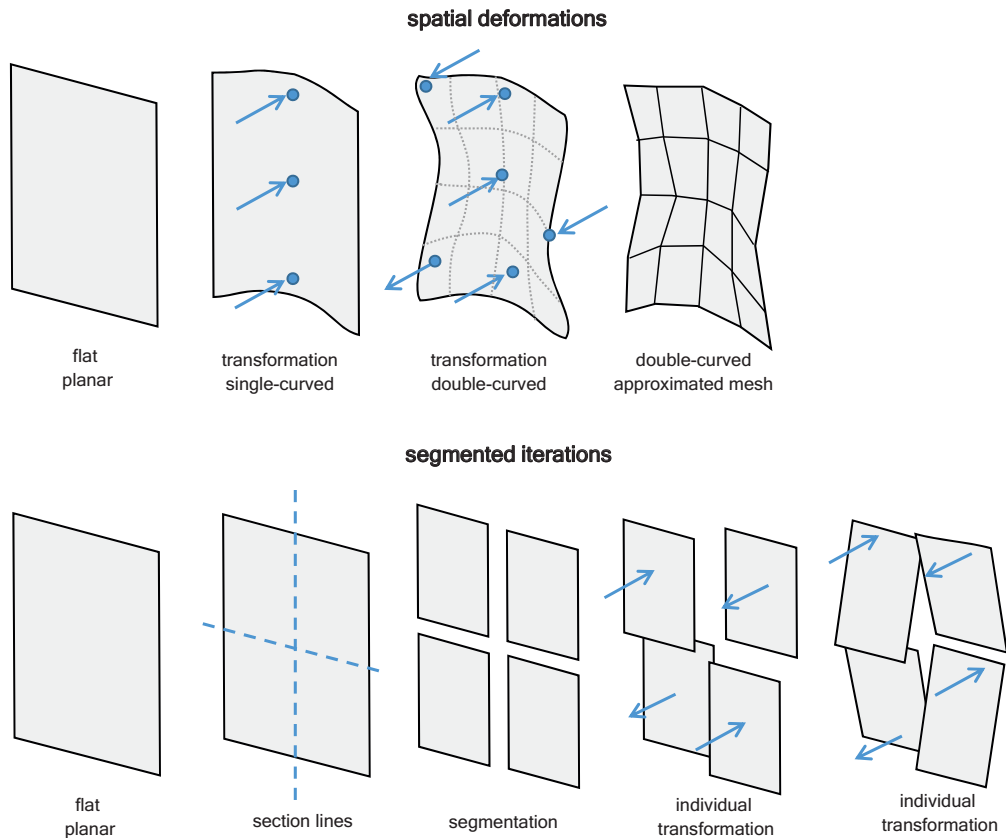 spatial deformations
flat
planar
transformation
single-curved
transformation
double-curved
double-curved
approximated mesh
segmented iterations
flat
planar
section lines
segmentation
individual
transformation
individual
transformation